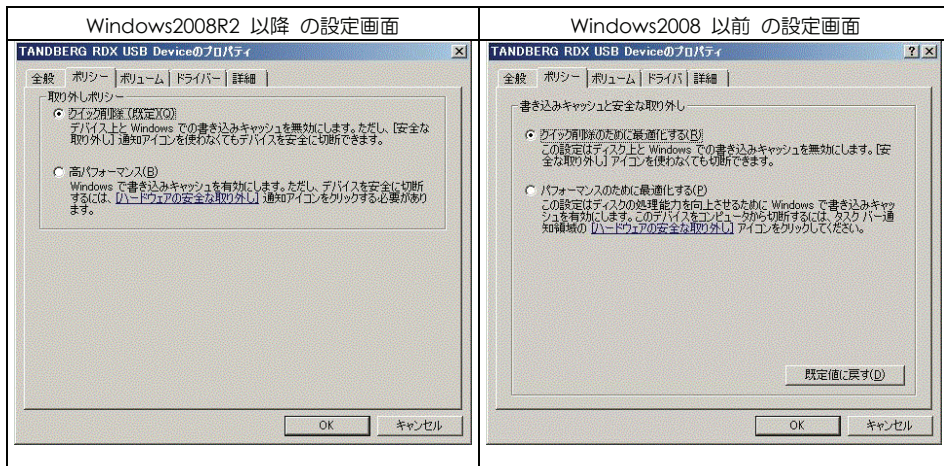 Windows2008R2 以降 の設定画面
TANDBERG RDX USB Deviceのプロパティ
全般 ポリシー ボリューム ドライバー 詳細
取り外しポリシー
クイック削除 (既定)(Q)
デバイス上と Windows での書き込みキャッシュを無効にします。ただし、[安全な
取り外し] 通知アイコンを使わなくてもデバイスを安全に切断できます。
高パフォーマンス(B)
Windows で書き込みキャッシュを有効にします。ただし、デバイスを安全に切断
するには、[ハードウェアの安全な取り外し] 通知アイコンをクリックする必要があり
ます。
OK キャンセル
Windows2008 以前 の設定画面
TANDBERG RDX USB Deviceのプロパティ
全般 ポリシー ボリューム ドライバ 詳細
書き込みキャッシュと安全な取り外し
クイック削除のために最適化する(R)
この設定はディスク上と Windows での書き込みキャッシュを無効にします。[安
全な取り外し] アイコンを使わなくても切断できます。
パフォーマンスのために最適化する(P)
この設定はディスクの処理能力を向上させるために Windows で書き込みキャッ
シュを有効にします。このデバイスをコンピュータから切断するには、タスク バー通
知領域の [ハードウェアの安全な取り外し] アイコンをクリックしてください。
既定値に戻す(D)
OK キャンセル